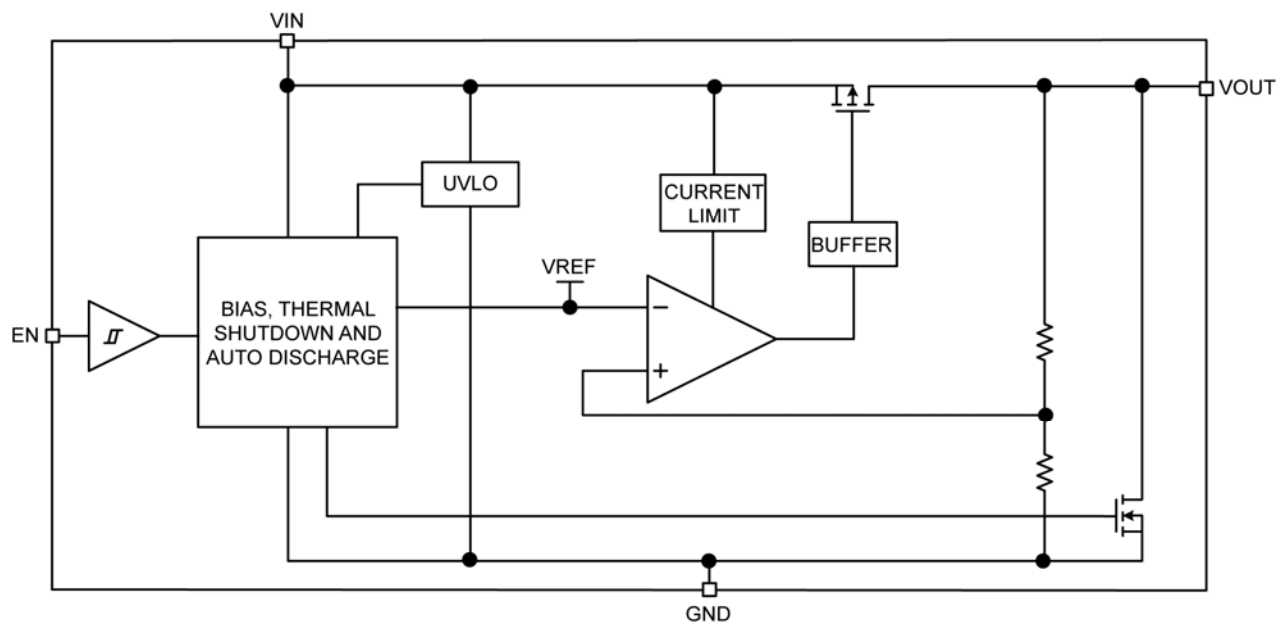 VIN
VOUT
UVLO
CURRENT
LIMIT
BUFFER
VREF
EN
BIAS, THERMAL
SHUTDOWN AND
AUTO DISCHARGE
−
+
GND